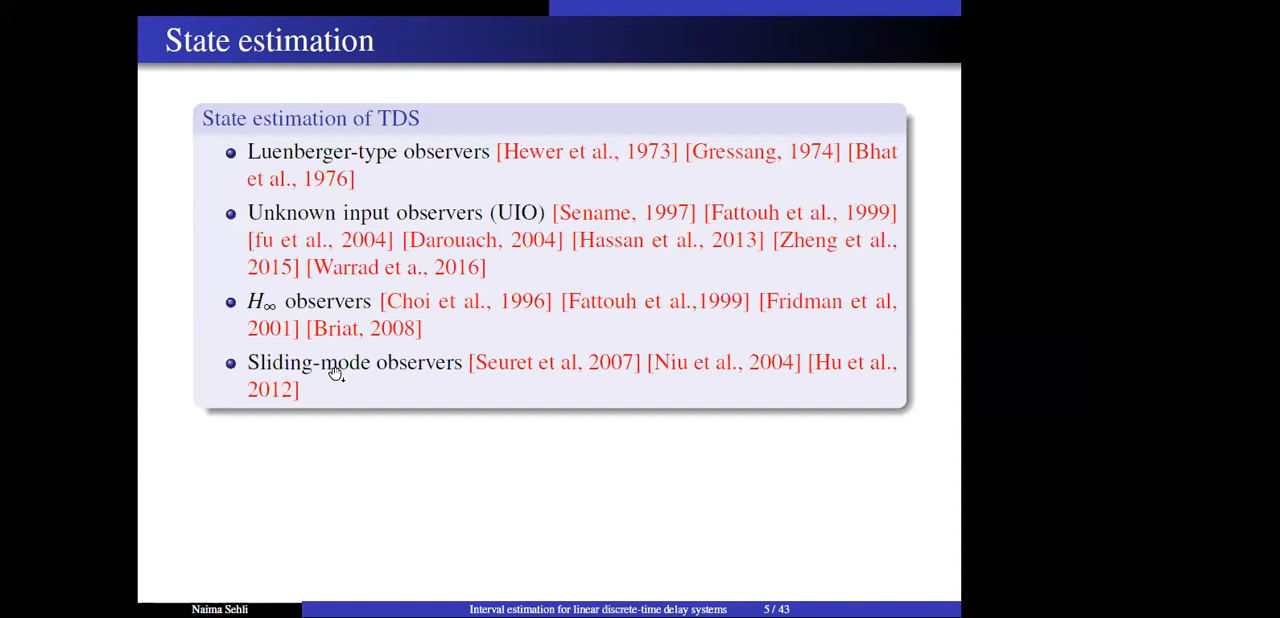 State estimation
State estimation of TDS
Luenberger-type observers [Hewer et al., 1973] [Gressang, 1974] [Bhat
et al., 1976]
Unknown input observers (UIO) [Sename, 1997] [Fattouh et al., 1999]
[fu et al., 2004] [Darouach, 2004] [Hassan et al., 2013] [Zheng et al.,
2015] [Warrad et a., 2016]
H∞ observers [Choi et al., 1996] [Fattouh et al.,1999] [Fridman et al,
2001] [Briat, 2008]
Sliding-mode observers [Seuret et al, 2007] [Niu et al., 2004] [Hu et al.,
2012]
Naima Sehli Interval estimation for linear discrete-time delay systems 5 / 43